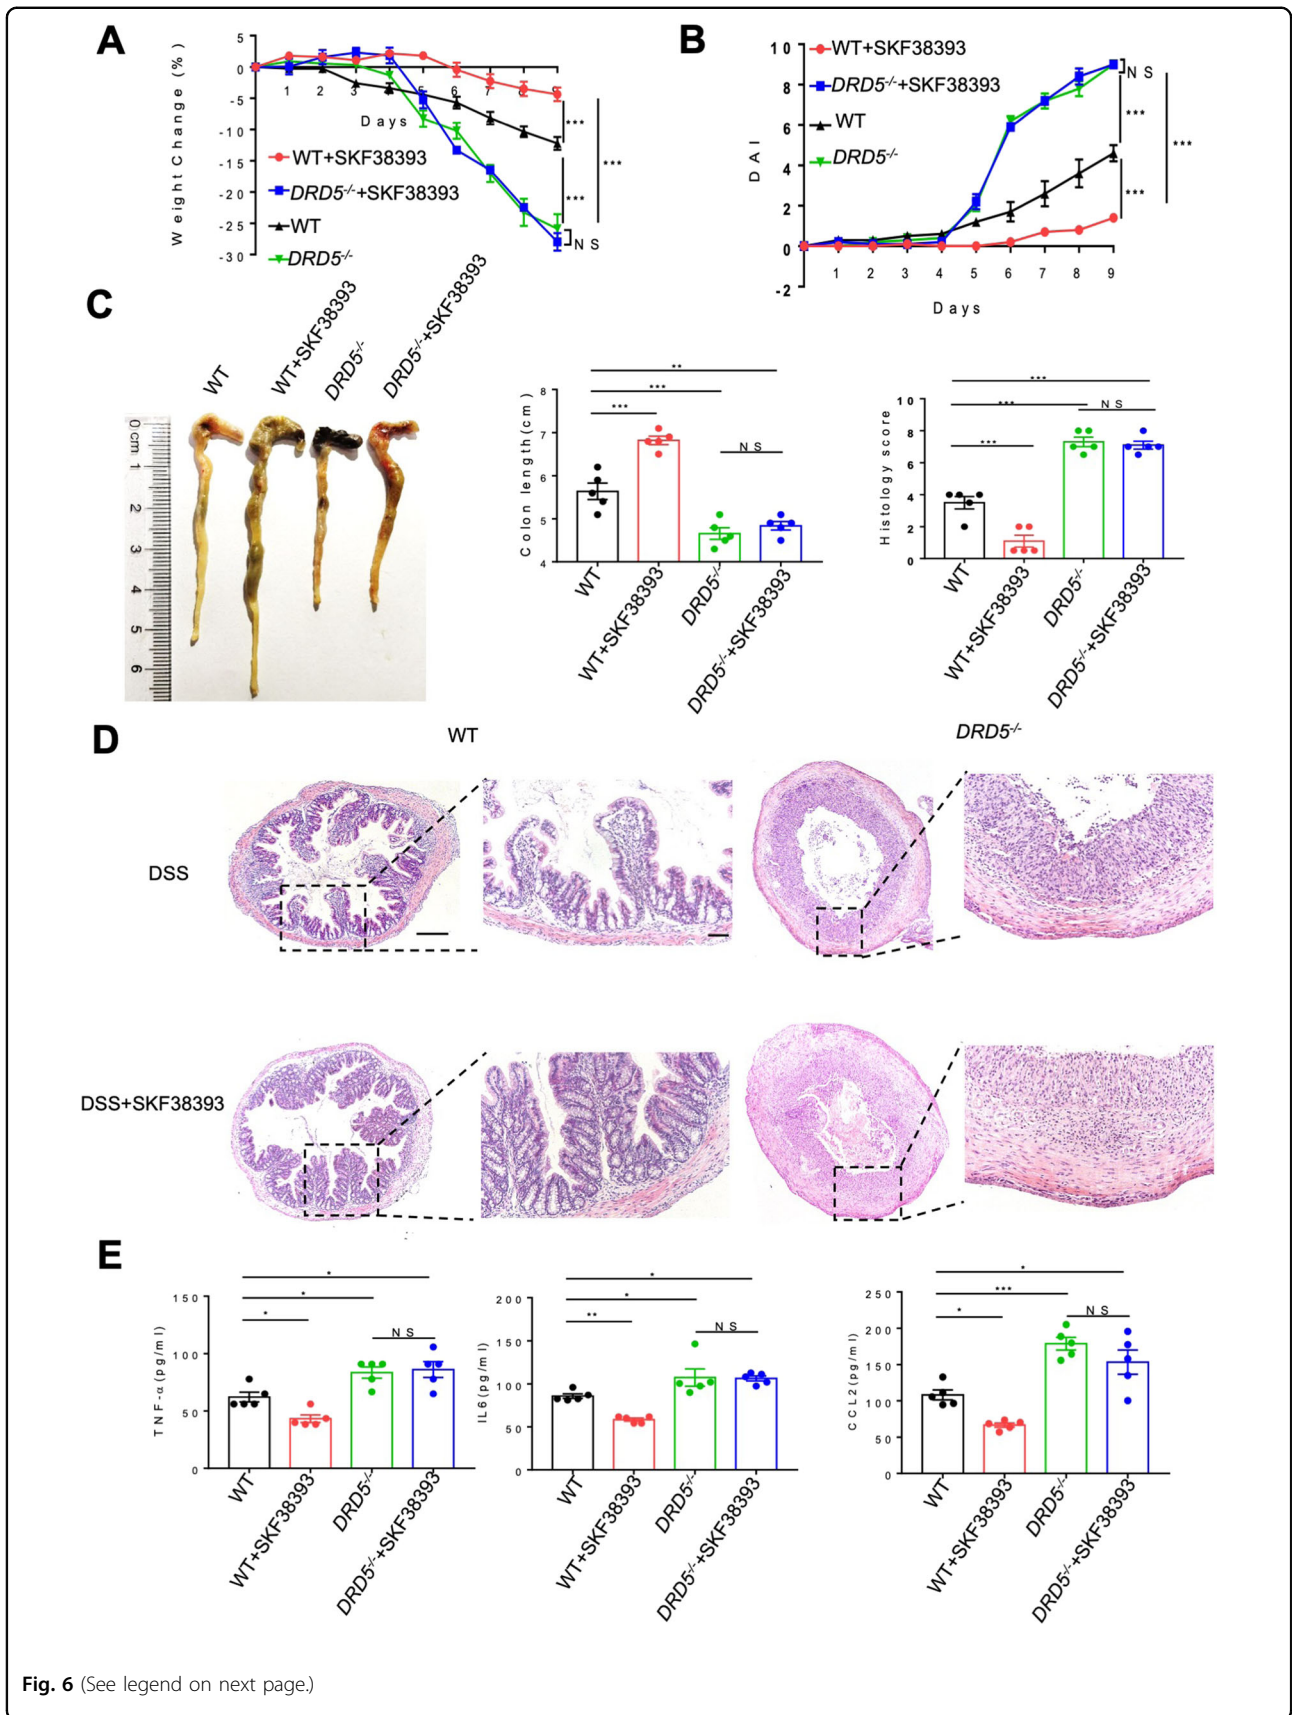 A
Weight Change (%)
5
0
-5
-10
-15
-20
-25
-30
1 2 3 4 5 6 7 8 9
Days
WT+SKF38393
DRD5-/-+SKF38393
WT
DRD5-/-
***
***
***
NS
B
DAI
10
8
6
4
2
0
-2
1 2 3 4 5 6 7 8 9
Days
WT+SKF38393
DRD5-/-+SKF38393
WT
DRD5-/-
NS
***
***
***
C
WT
WT+SKF38393
DRD5-/-
DRD5-/-+SKF38393
0 cm 1 2 3 4 5 6
Colon length(cm)
8
7
6
5
4
**
***
***
NS
WT
WT+SKF38393
DRD5-/-
DRD5-/-+SKF38393
Histology score
10
8
6
4
2
0
***
***
NS
***
WT
WT+SKF38393
DRD5-/-
DRD5-/-+SKF38393
D
WT
DRD5-/-
DSS
DSS+SKF38393
E
TNF-α(pg/ml)
150
100
50
0
*
*
*
NS
WT
WT+SKF38393
DRD5-/-
DRD5-/-+SKF38393
IL6(pg/ml)
200
150
100
50
0
*
*
**
NS
WT
WT+SKF38393
DRD5-/-
DRD5-/-+SKF38393
CCL2(pg/ml)
250
200
150
100
50
0
*
***
*
NS
WT
WT+SKF38393
DRD5-/-
DRD5-/-+SKF38393
Fig. 6 (See legend on next page.)